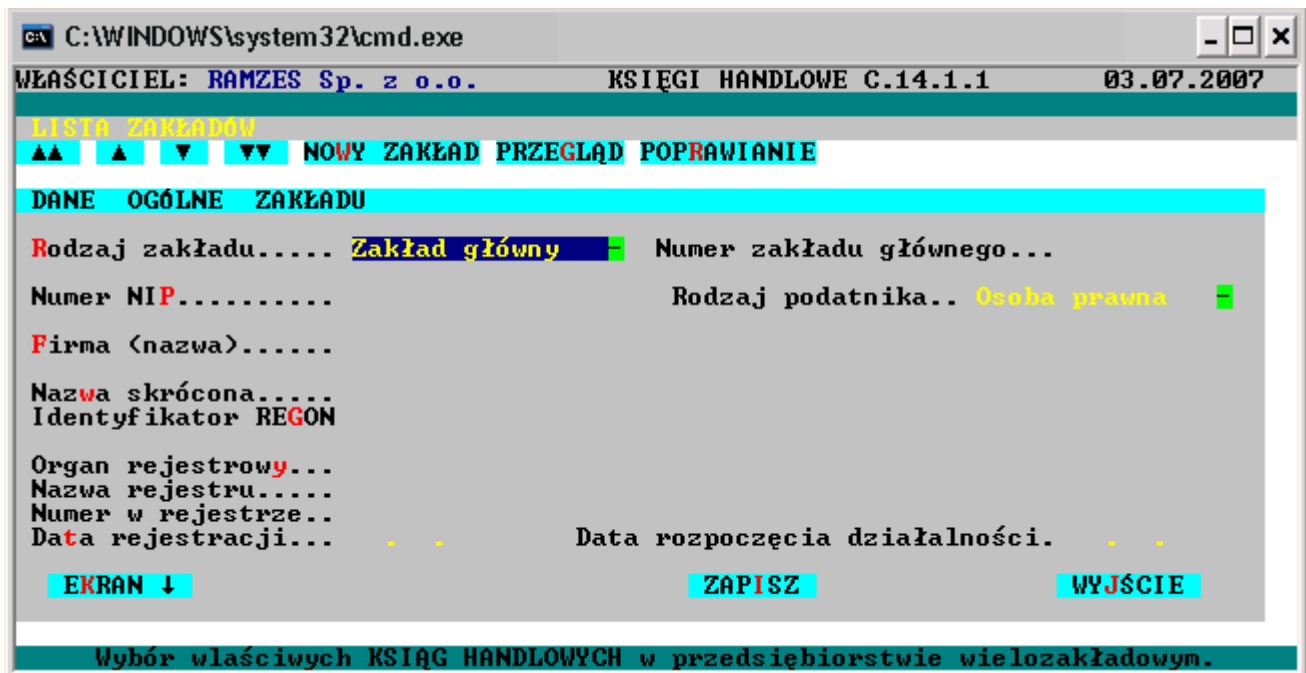 C:\WINDOWS\system32\cmd.exe
WŁAŚCICIEL: RAMZES Sp. z o.o. KSIĘGI HANDLOWE C.14.1.1 03.07.2007
LISTA ZAKŁADÓW
▲▲ ▲ ▼ ▼▼ NOWY ZAKŁAD PRZEGLĄD POPRAWIANIE
DANE OGÓLNE ZAKŁADU
Rodzaj zakładu..... Zakład główny - Numer zakładu głównego...
Numer NIP.......... Rodzaj podatnika.. Osoba prawna -
Firma (nazwa)......
Nazwa skrócona.....
Identyfikator REGON
Organ rejestrowy...
Nazwa rejestru.....
Numer w rejestrze..
Data rejestracji... . . Data rozpoczęcia działalności. . .
EKRAN ↓ ZAPISZ WYJŚCIE
Wybór wlaściwych KSIĄG HANDLOWYCH w przedsiębiorstwie wielozakładowym.